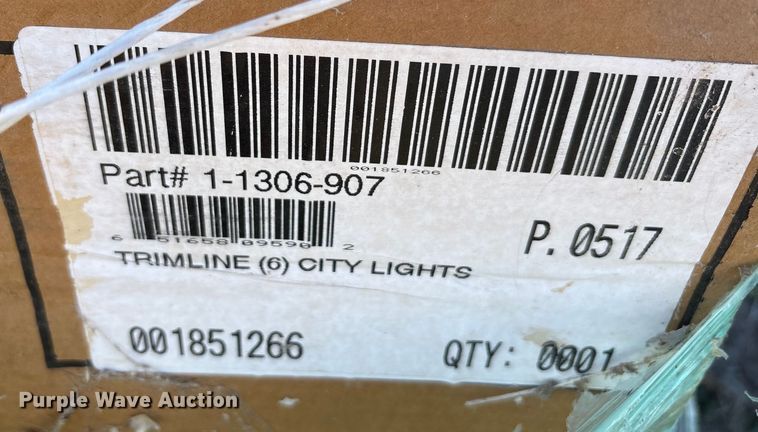 001851266
Part# 1-1306-907
6 51658 09590 2
P. 0517
TRIMLINE (6) CITY LIGHTS
001851266
QTY: 0001
Purple Wave Auction